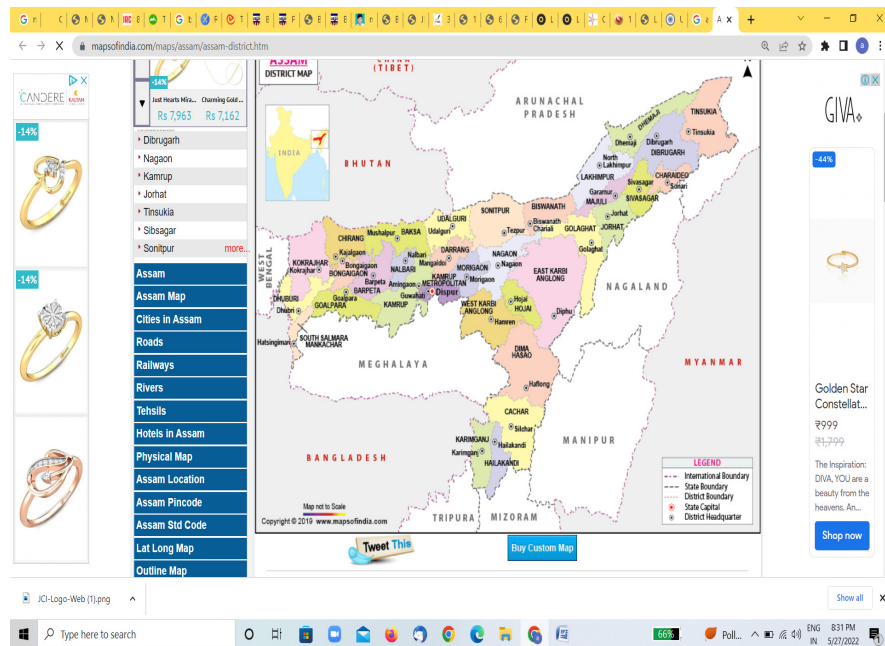 mapsofindia.com/maps/assam/assam-district.htm
CANDERE
KALYAN
-14%
-14%
-14%
Just Hearts Mira...
Charming Gold ...
Rs 7,963
Rs 7,162
Dibrugarh
Nagaon
Kamrup
Jorhat
Tinsukia
Sibsagar
Sonitpur
more...
Assam
Assam Map
Cities in Assam
Roads
Railways
Rivers
Tehsils
Hotels in Assam
Physical Map
Assam Location
Assam Pincode
Assam Std Code
Lat Long Map
Outline Map
ASSAM
DISTRICT MAP
CHINA
(TIBET)
N
INDIA
ARUNACHAL
PRADESH
BHUTAN
TINSUKIA
Tinsukia
DHEMAJI
Dhemaji
Dibrugarh
DIBRUGARH
North
Lakhimpur
LAKHIMPUR
CHARAIDEO
Sonari
Sivasagar
SIVASAGAR
Garamur
MAJULI
Jorhat
JORHAT
BISWANATH
Biswanath
Chariali
GOLAGHAT
Golaghat
SONITPUR
Tezpur
UDALGURI
Udalguri
Mushalpur
BAKSA
CHIRANG
Kajalgaon
Bongaigaon
BONGAIGAON
KOKRAJHAR
Kokrajhar
Nalbari
NALBARI
DARRANG
Mangaldoi
MORIGAON
Morigaon
NAGAON
Nagaon
KAMRUP
METROPOLITAN
Dispur
Amingaon
Guwahati
KAMRUP
Barpeta
BARPETA
Goalpara
GOALPARA
DHUBURI
Dhubri
Hatsingimari
SOUTH SALMARA
MANKACHAR
WEST
BENGAL
EAST KARBI
ANGLONG
Diphu
WEST KARBI
ANGLONG
Hamren
Hojai
HOJAI
DIMA
HASAO
Haflong
CACHAR
Silchar
KARIMGANJ
Karimganj
Hailakandi
HAILAKANDI
NAGALAND
MEGHALAYA
MYANMAR
MANIPUR
BANGLADESH
TRIPURA
MIZORAM
LEGEND
International Boundary
State Boundary
District Boundary
State Capital
District Headquarter
Map not to Scale
Copyright © 2019 www.mapsofindia.com
Tweet This
Buy Custom Map
GIVA
-44%
Golden Star
Constellat...
₹999
₹1,799
The Inspiration:
DIVA, YOU are a
beauty from the
heavens. An...
Shop now
JCI-Logo-Web (1).png
Show all
Type here to search
66%
Poll...
ENG
IN
8:31 PM
5/27/2022
1